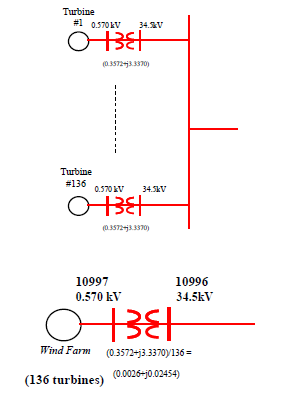 Turbine
#1
0.570 kV 34.5kV
(0.3572+j3.3370)
Turbine
#136
0.570 kV 34.5kV
(0.3572+j3.3370)
10997 10996
0.570 kV 34.5kV
Wind Farm (0.3572+j3.3370)/136 =
(136 turbines) (0.0026+j0.02454)